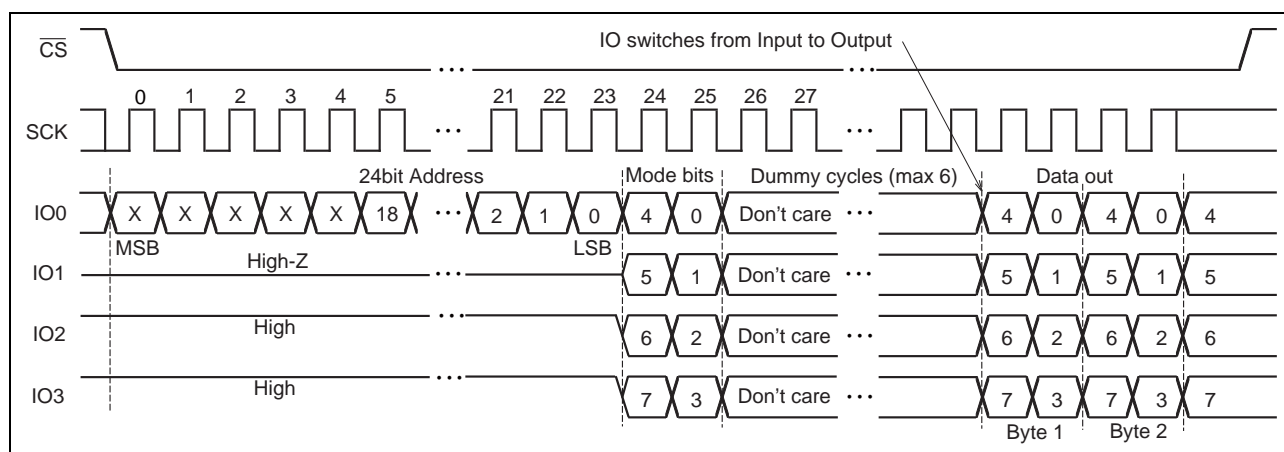 IO switches from Input to Output
CS ... ...
0 1 2 3 4 5 21 22 23 24 25 26 27
SCK ... ...
24bit Address Mode bits Dummy cycles (max 6) Data out
IO0 X X X X X 18 ... 2 1 0 4 0 Don't care ... 4 0 4 0 4
MSB LSB
High-Z
IO1 ... 5 1 Don't care ... 5 1 5 1 5
High
IO2 ... 6 2 Don't care ... 6 2 6 2 6
High
IO3 ... 7 3 Don't care ... 7 3 7 3 7
Byte 1 Byte 2